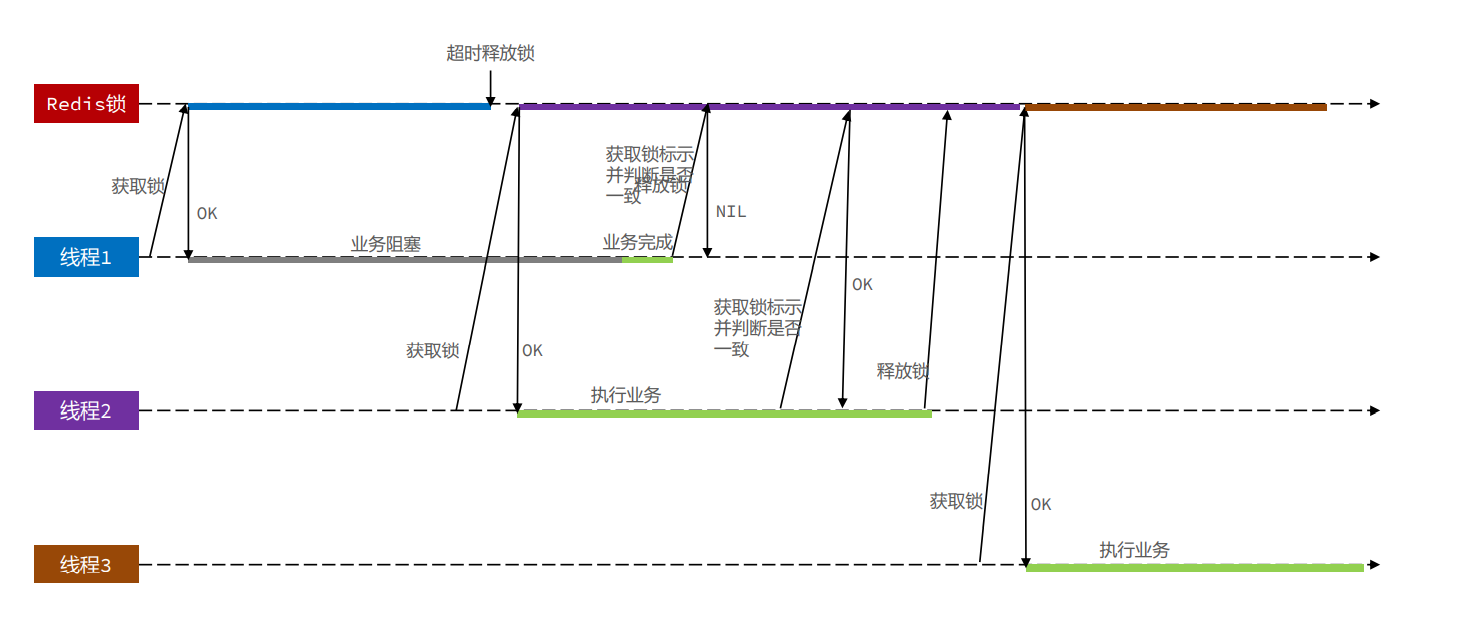 超时释放锁
Redis锁
获取锁标示
并判断是否
一致
释放锁
获取锁
OK
NIL
业务阻塞
业务完成
线程1
OK
获取锁标示
并判断是否
一致
获取锁
OK
释放锁
执行业务
线程2
获取锁
OK
执行业务
线程3